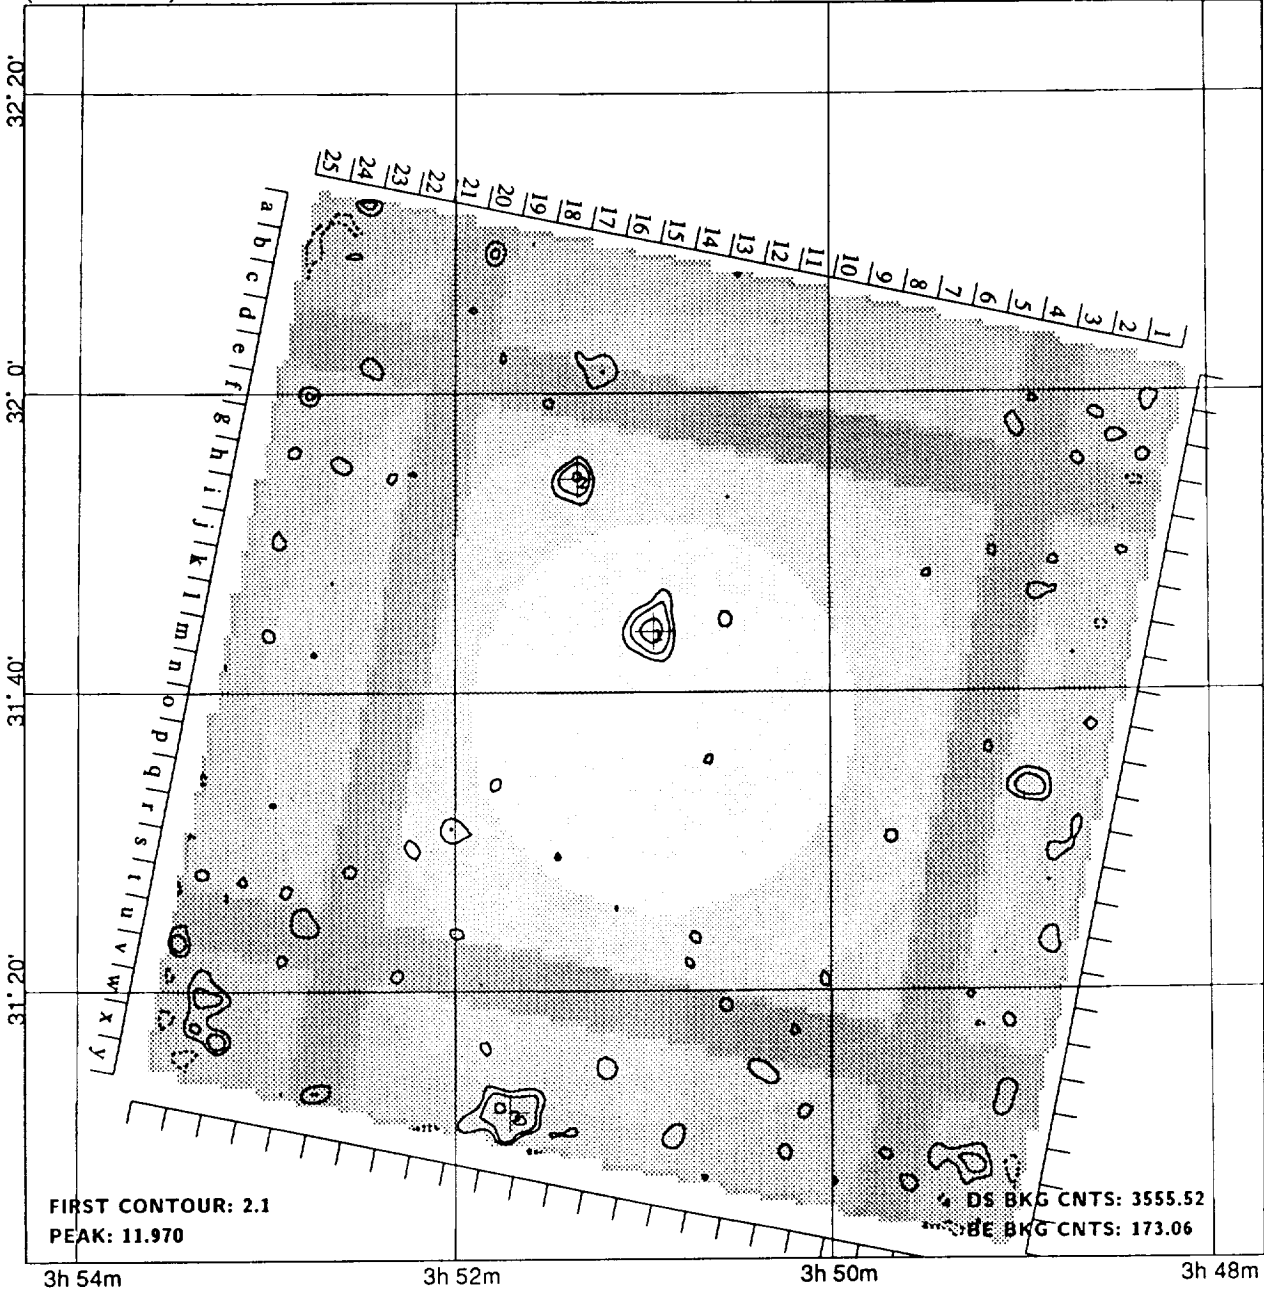 32° 20'
32° 0'
31° 40'
31° 20'
25 24 23 22 21 20 19 18 17 16 15 14 13 12 11 10 9 8 7 6 5 4 3 2 1
a b c d e f g h i j k l m n o p q r s t u v w x y
FIRST CONTOUR: 2.1
PEAK: 11.970
DS BKG CNTS: 3555.52
BE BKG CNTS: 173.06
3h 54m 3h 52m 3h 50m 3h 48m